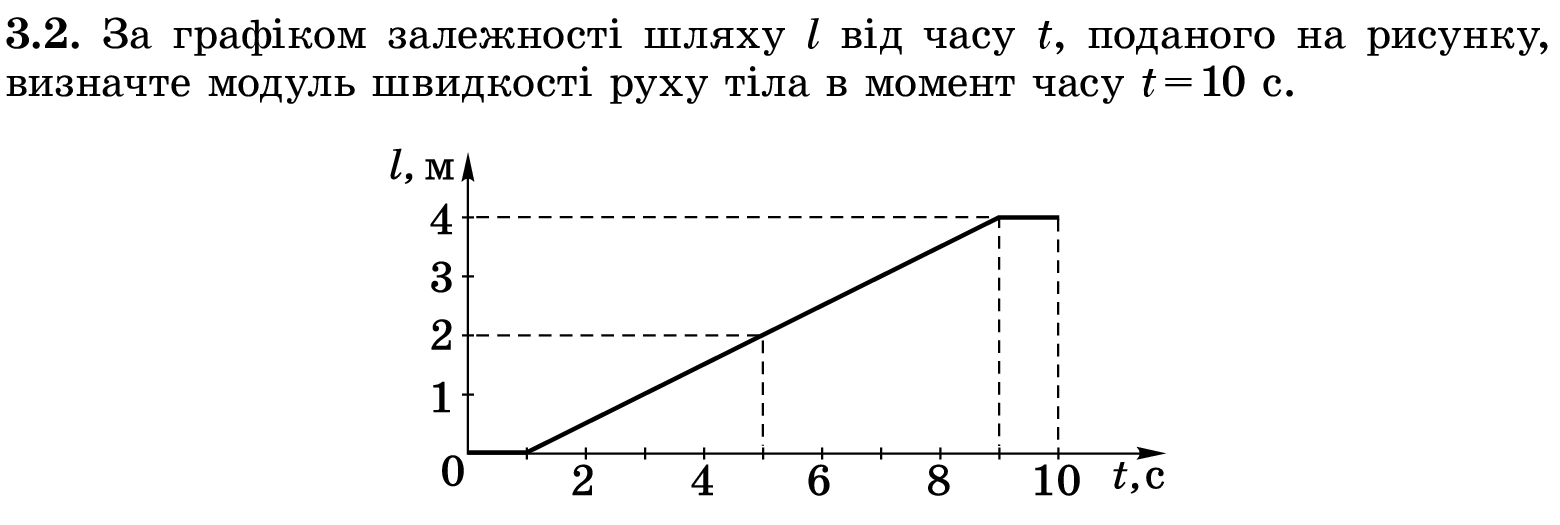 3.2. За графіком залежності шляху l від часу t, поданого на рисунку,
визначте модуль швидкості руху тіла в момент часу t=10 с.
l, м
4
3
2
1
0
2 4 6 8 10 t,с